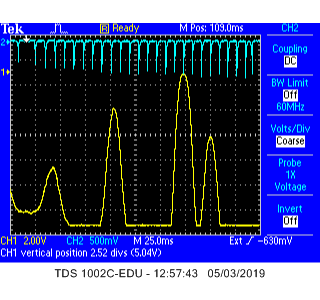 Tek R Ready M Pos: 109.0ms CH2
Coupling
DC
BW Limit
Off
60MHz
Volts/Div
Coarse
Probe
1X
Voltage
Invert
Off
2
1
CH1 2.00V CH2 500mV M 25.0ms Ext -630mV
CH1 vertical position 2.52 divs (5.04V)
TDS 1002C-EDU - 12:57:43 05/03/2019